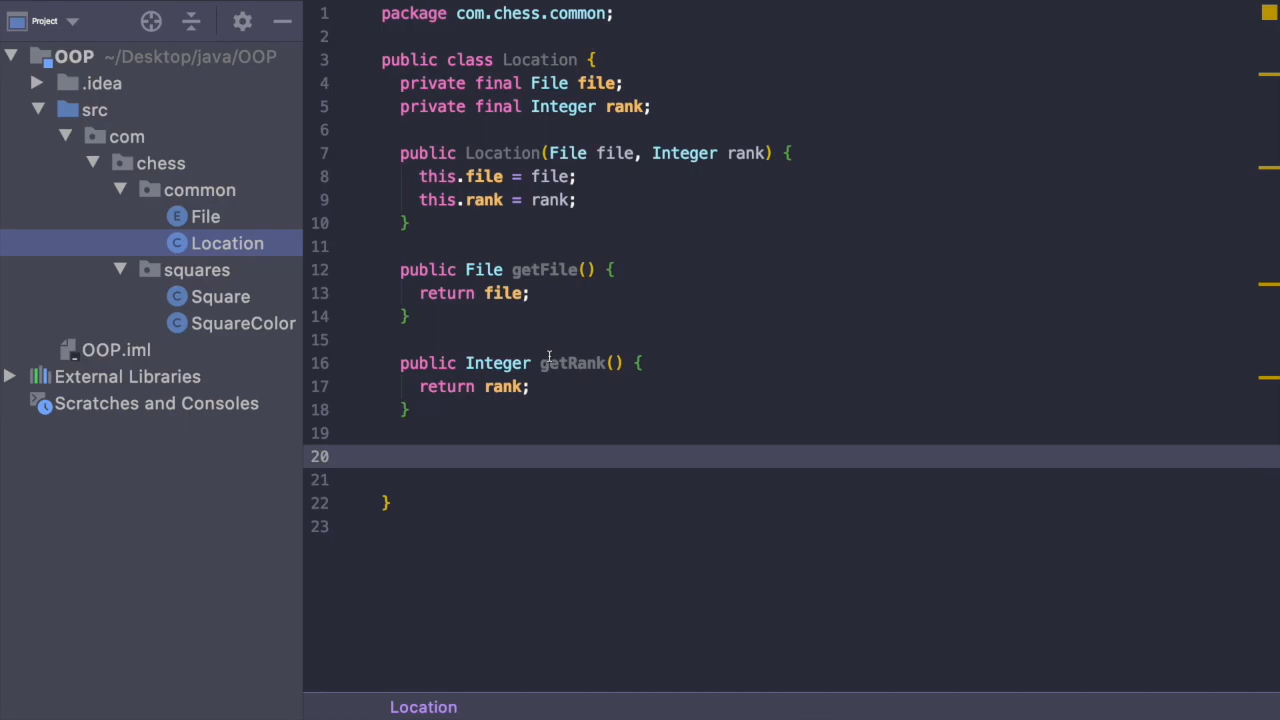 Project
OOP ~/Desktop/java/OOP
.idea
src
com
chess
common
E File
C Location
squares
C Square
C SquareColor
OOP.iml
External Libraries
Scratches and Consoles
1 package com.chess.common;
2
3 public class Location {
4 private final File file;
5 private final Integer rank;
6
7 public Location(File file, Integer rank) {
8 this.file = file;
9 this.rank = rank;
10 }
11
12 public File getFile() {
13 return file;
14 }
15
16 public Integer getRank() {
17 return rank;
18 }
19
20
21
22 }
23
Location